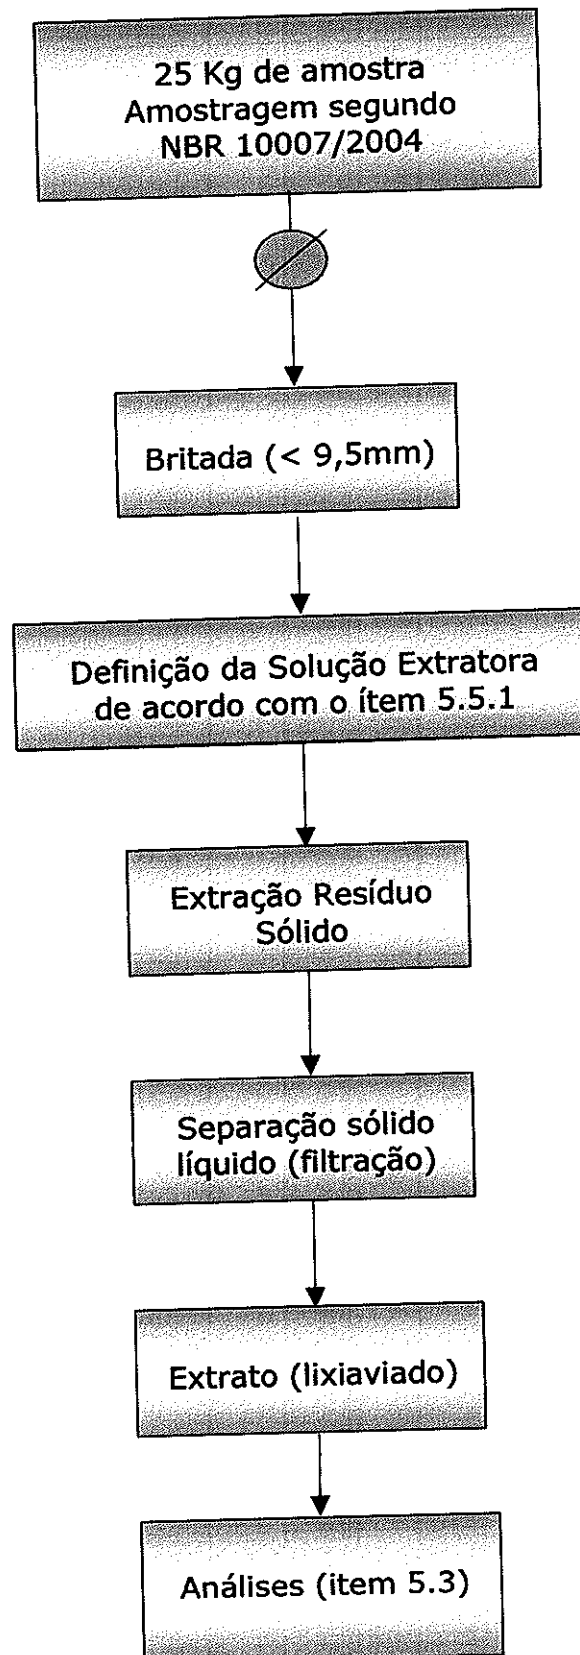 25 Kg de amostra
Amostragem segundo
NBR 10007/2004
Britada (< 9,5mm)
Definição da Solução Extratora
de acordo com o ítem 5.5.1
Extração Resíduo
Sólido
Separação sólido
líquido (filtração)
Extrato (lixiaviado)
Análises (item 5.3)